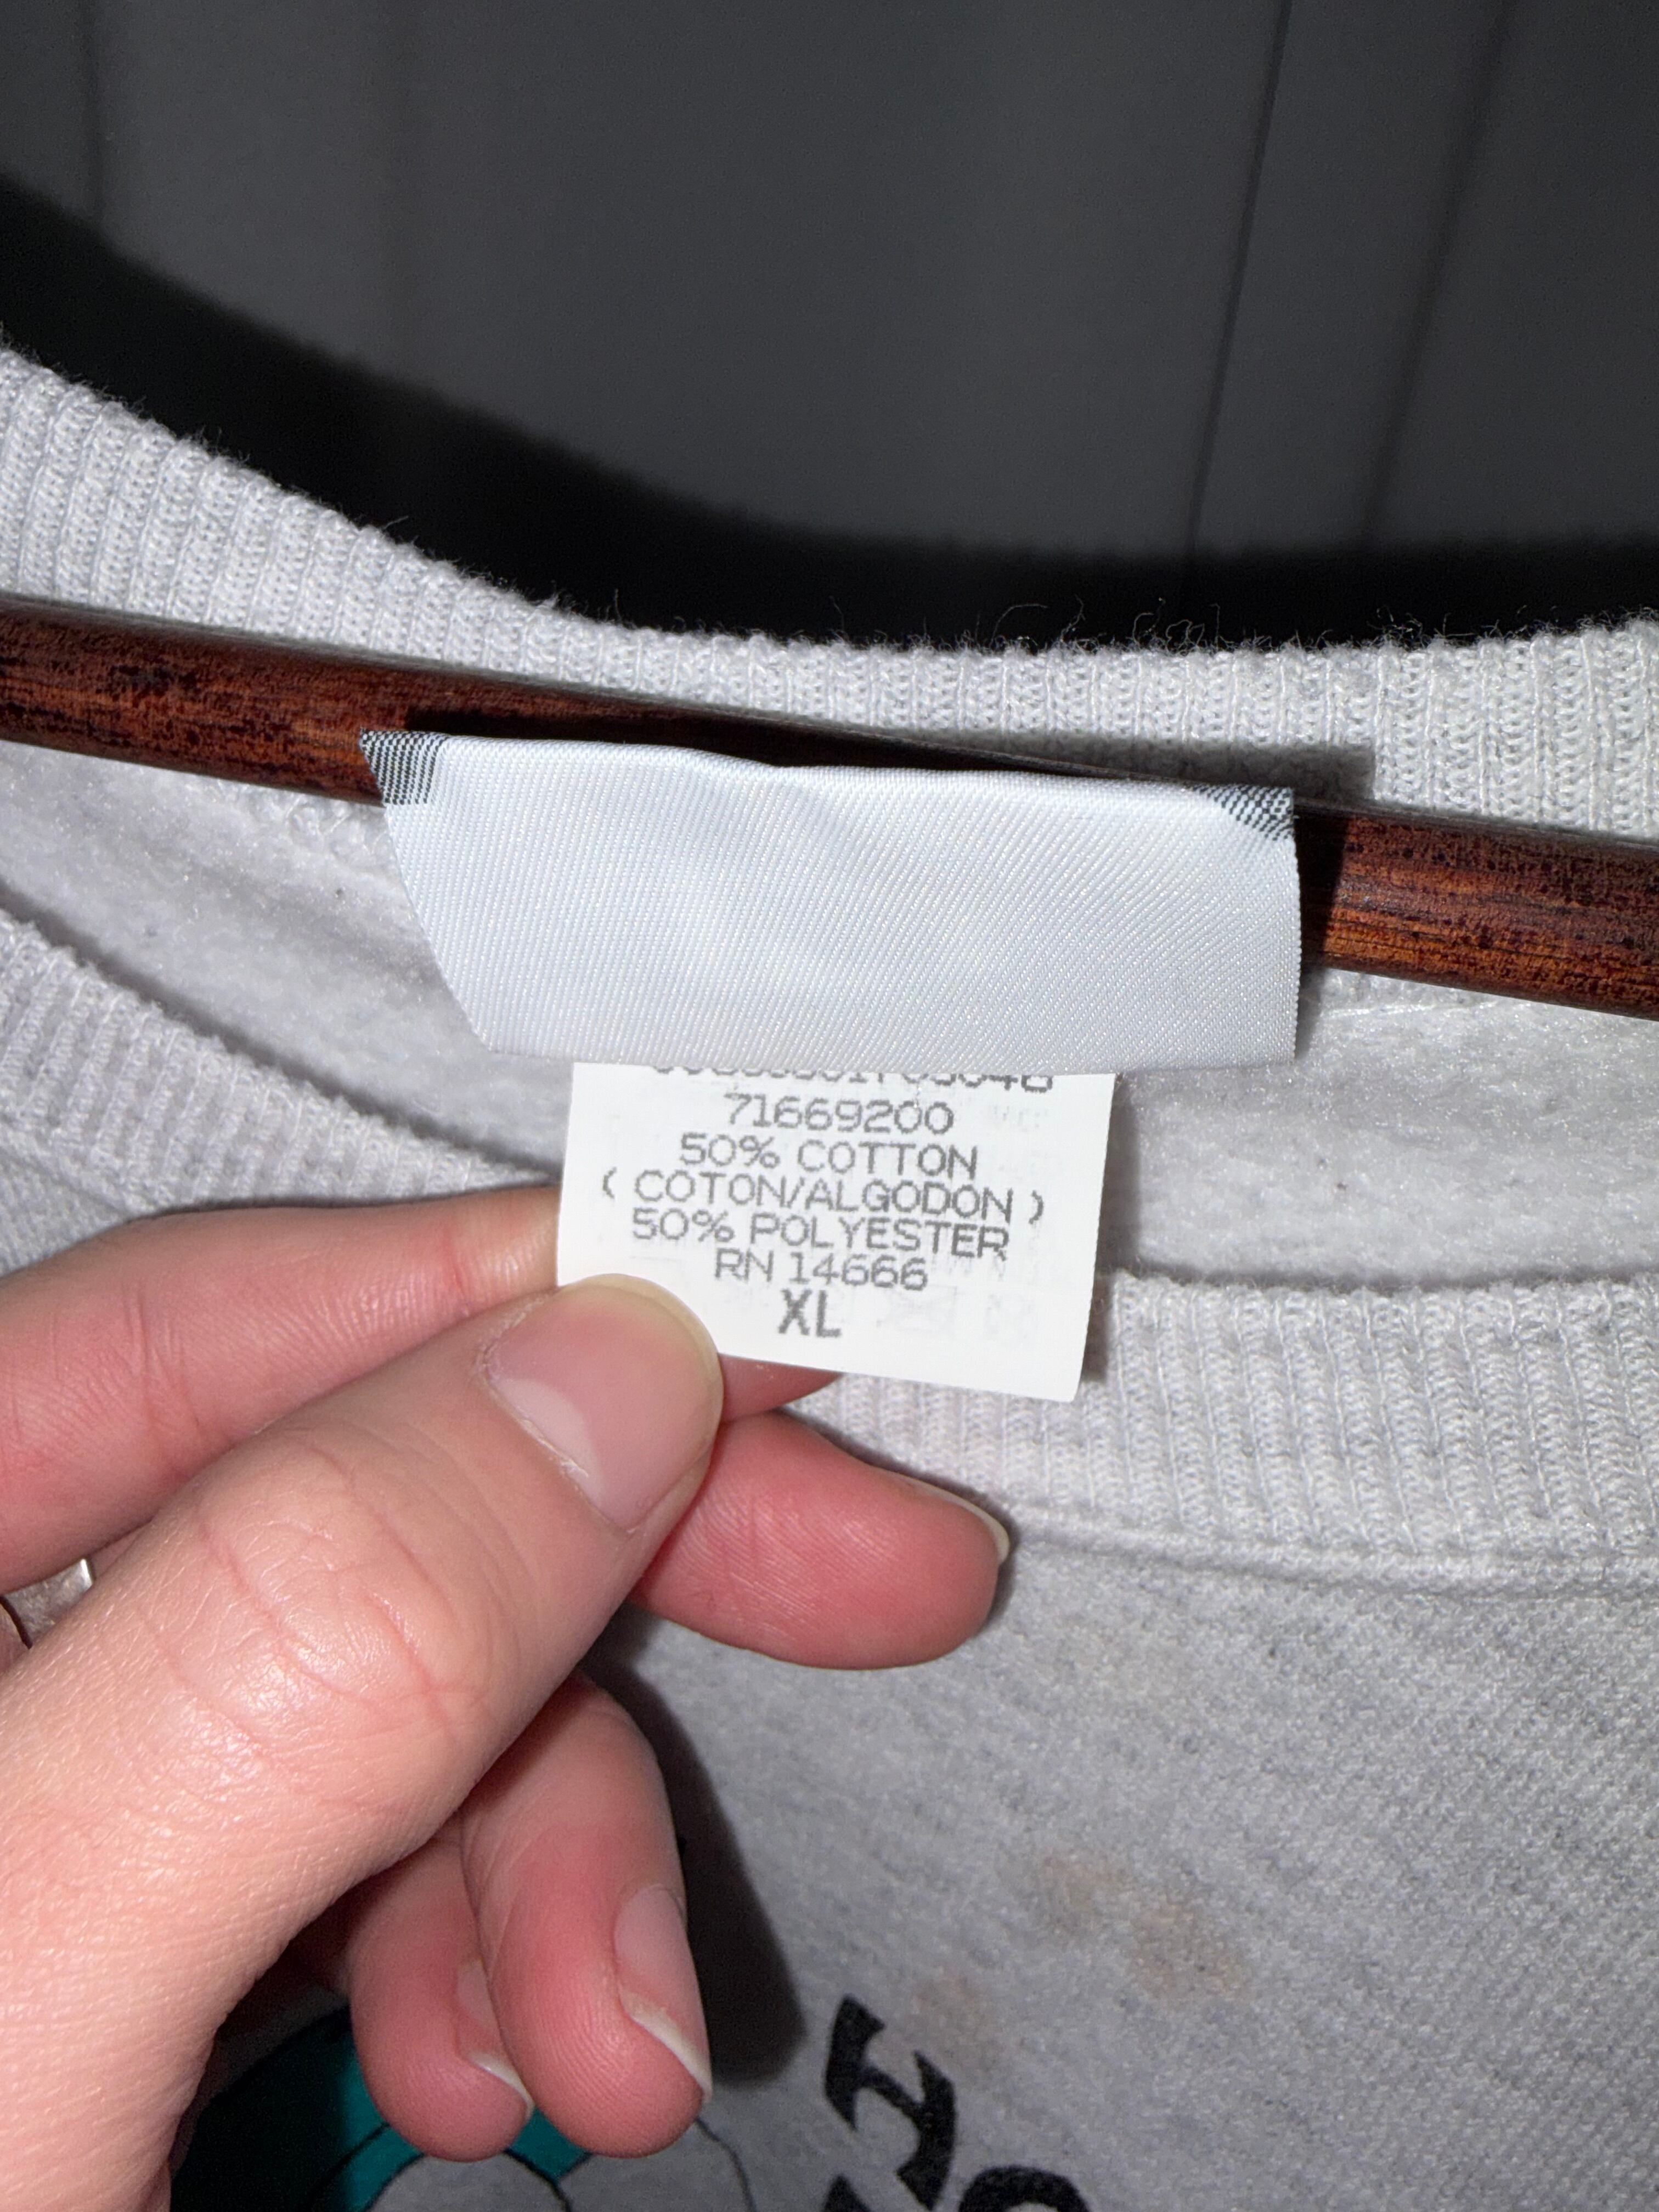 71669200
50% COTTON
( COTON/ALGODON )
50% POLYESTER
RN 14666
XL
H